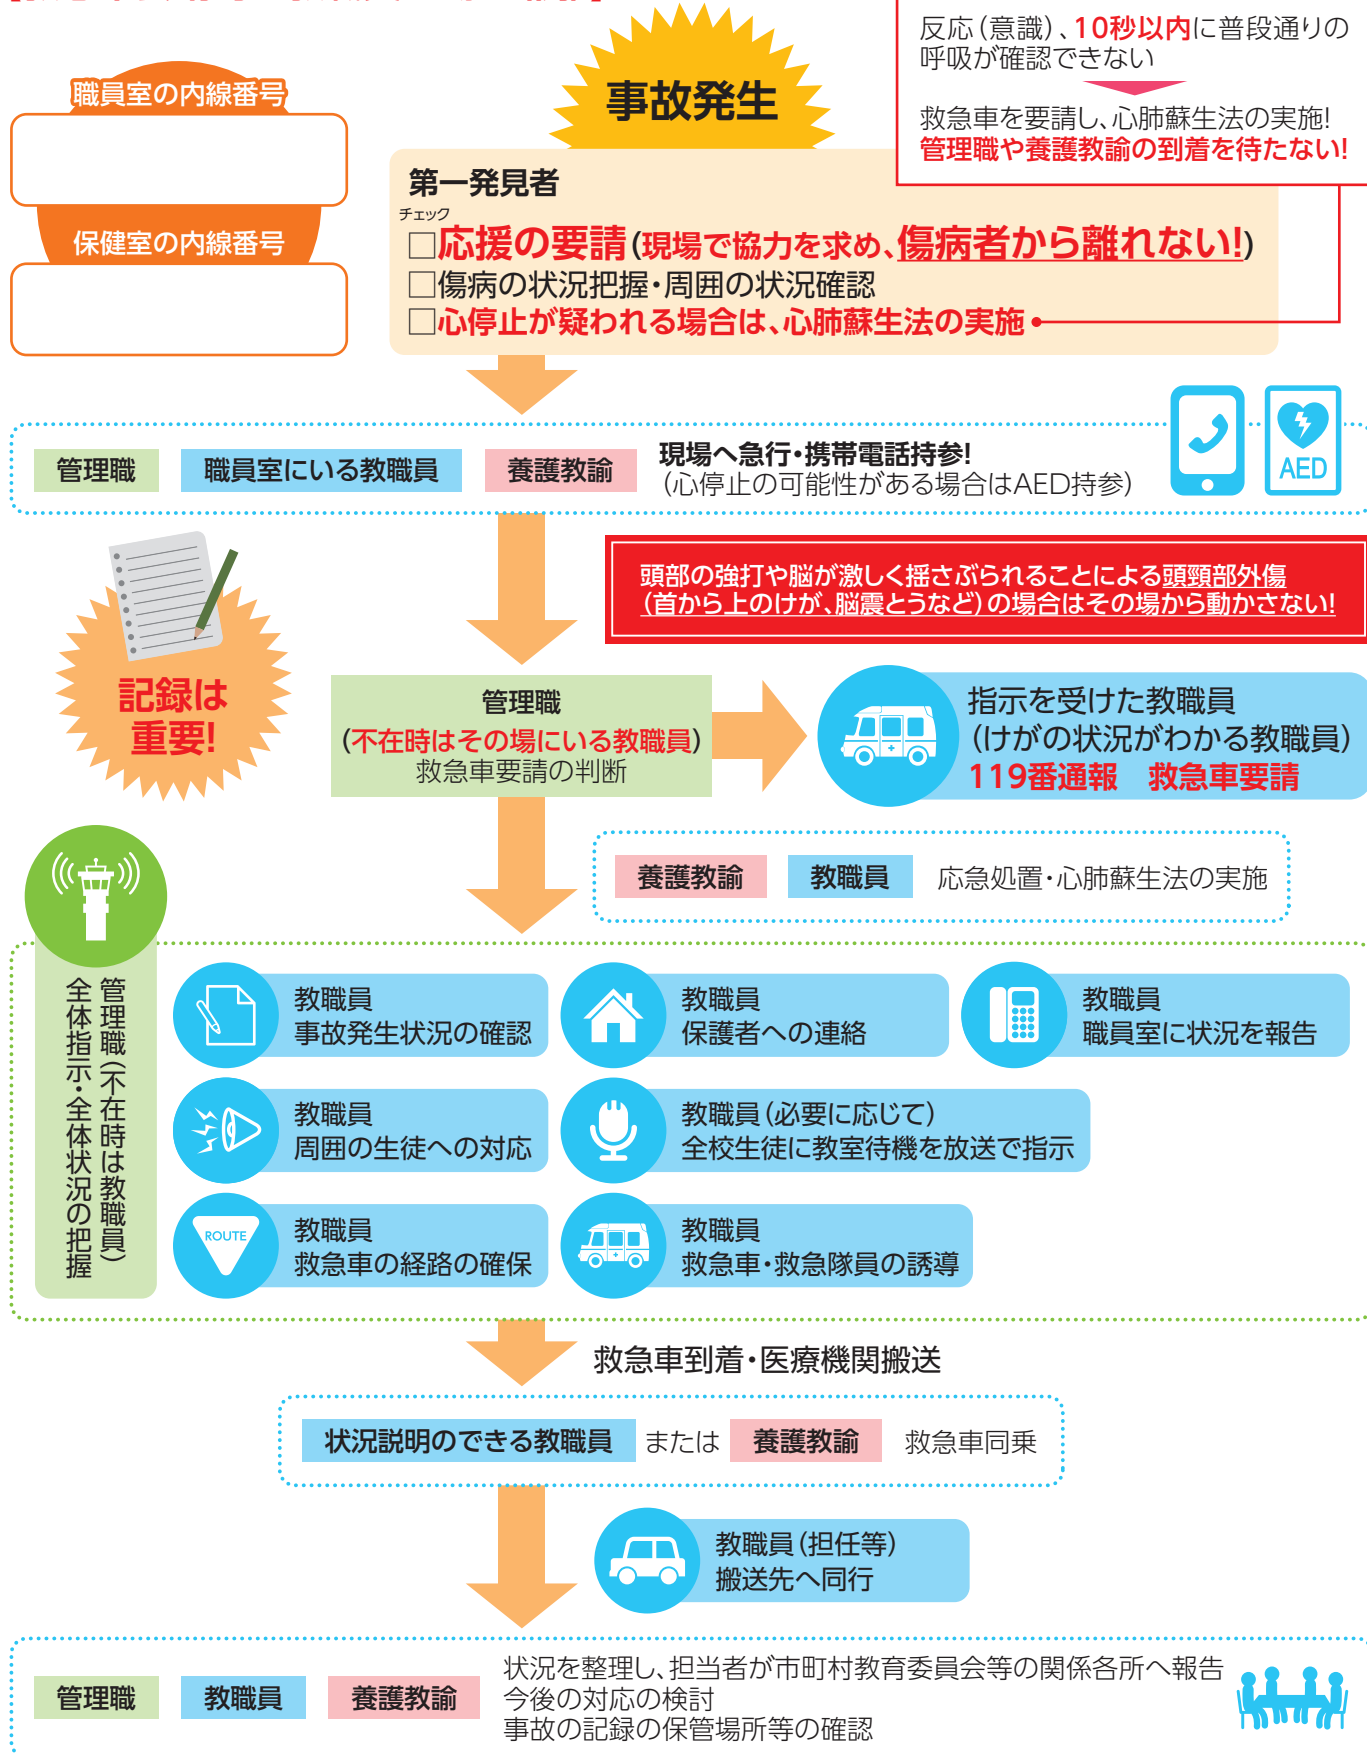 事故発生
反応(意識)、10秒以内に普段通りの
呼吸が確認できない
救急車を要請し、心肺蘇生法の実施!
管理職や養護教諭の到着を待たない!
職員室の内線番号
保健室の内線番号
第一発見者
チェック
□応援の要請(現場で協力を求め、傷病者から離れない!)
□傷病の状況把握・周囲の状況確認
□心停止が疑われる場合は、心肺蘇生法の実施
管理職 職員室にいる教職員 養護教諭
現場へ急行・携帯電話持参!
(心停止の可能性がある場合はAED持参)
AED
頭部の強打や脳が激しく揺さぶられることによる頭頸部外傷
(首から上のけが、脳震とうなど)の場合はその場から動かさない!
記録は
重要!
管理職
(不在時はその場にいる教職員)
救急車要請の判断
指示を受けた教職員
(けがの状況がわかる教職員)
119番通報 救急車要請
養護教諭 教職員 応急処置・心肺蘇生法の実施
管理職(不在時は教職員)
全体指示・全体状況の把握
教職員
事故発生状況の確認
教職員
保護者への連絡
教職員
職員室に状況を報告
教職員
周囲の生徒への対応
教職員(必要に応じて)
全校生徒に教室待機を放送で指示
ROUTE
教職員
救急車の経路の確保
教職員
救急車・救急隊員の誘導
救急車到着・医療機関搬送
状況説明のできる教職員 または 養護教諭 救急車同乗
教職員(担任等)
搬送先へ同行
管理職 教職員 養護教諭
状況を整理し、担当者が市町村教育委員会等の関係各所へ報告
今後の対応の検討
事故の記録の保管場所等の確認